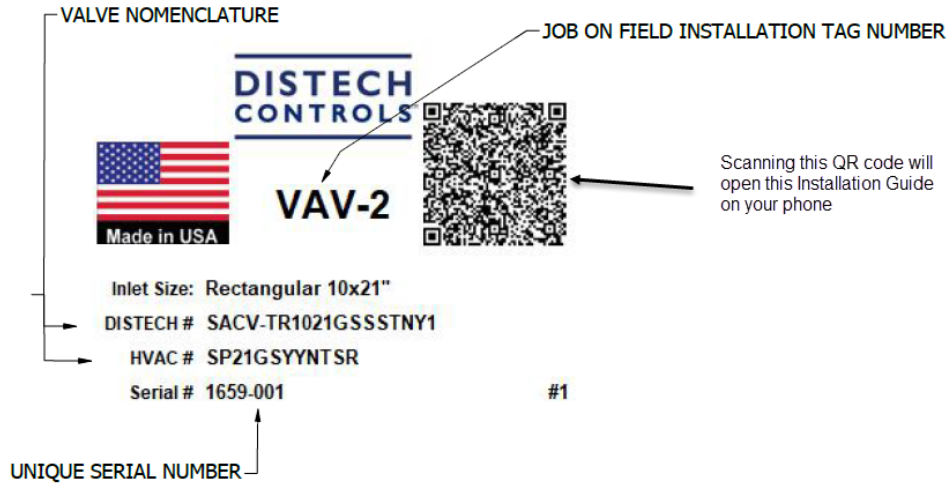 VALVE NOMENCLATURE
JOB ON FIELD INSTALLATION TAG NUMBER
DISTECH
CONTROLS
Made in USA
VAV-2
Scanning this QR code will
open this Installation Guide
on your phone
Inlet Size: Rectangular 10x21"
DISTECH # SACV-TR1021GSSSTNY1
HVAC # SP21GSYYNTSR
Serial # 1659-001 #1
UNIQUE SERIAL NUMBER